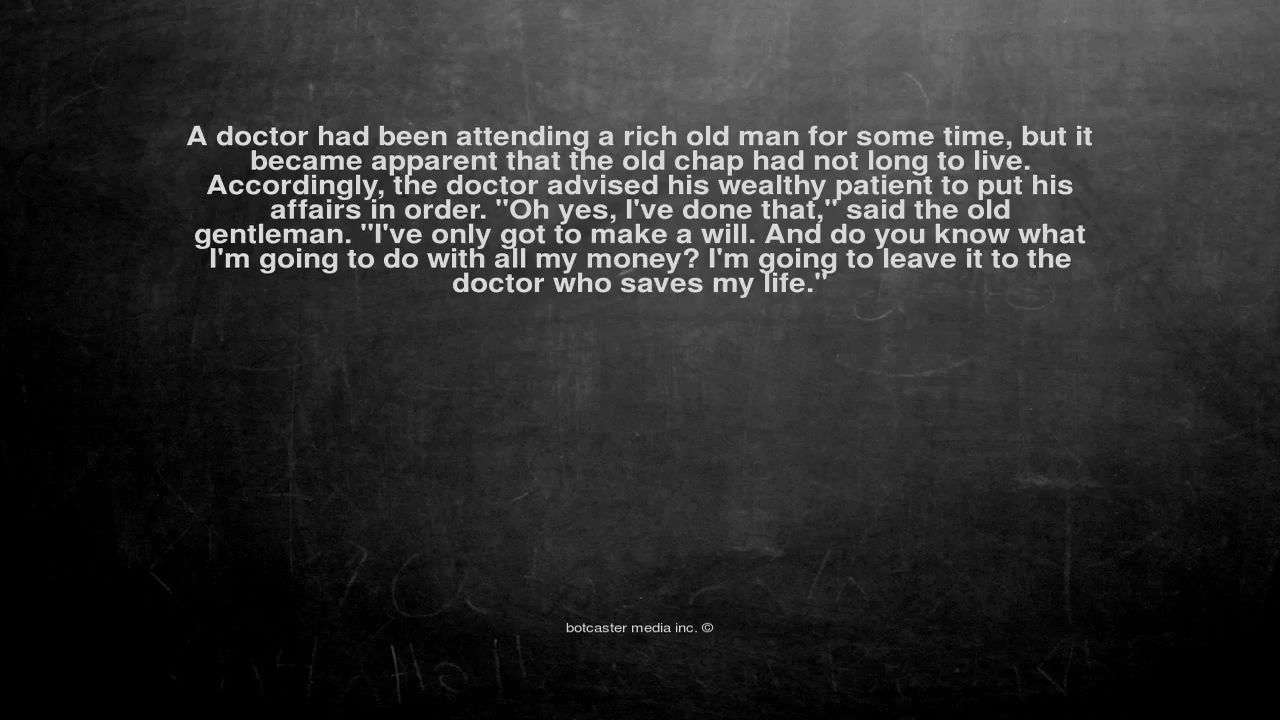 A doctor had been attending a rich old man for some time, but it
became apparent that the old chap had not long to live.
Accordingly, the doctor advised his wealthy patient to put his
affairs in order. "Oh yes, I've done that," said the old
gentleman. "I've only got to make a will. And do you know what
I'm going to do with all my money? I'm going to leave it to the
doctor who saves my life."
botcaster media inc. ©